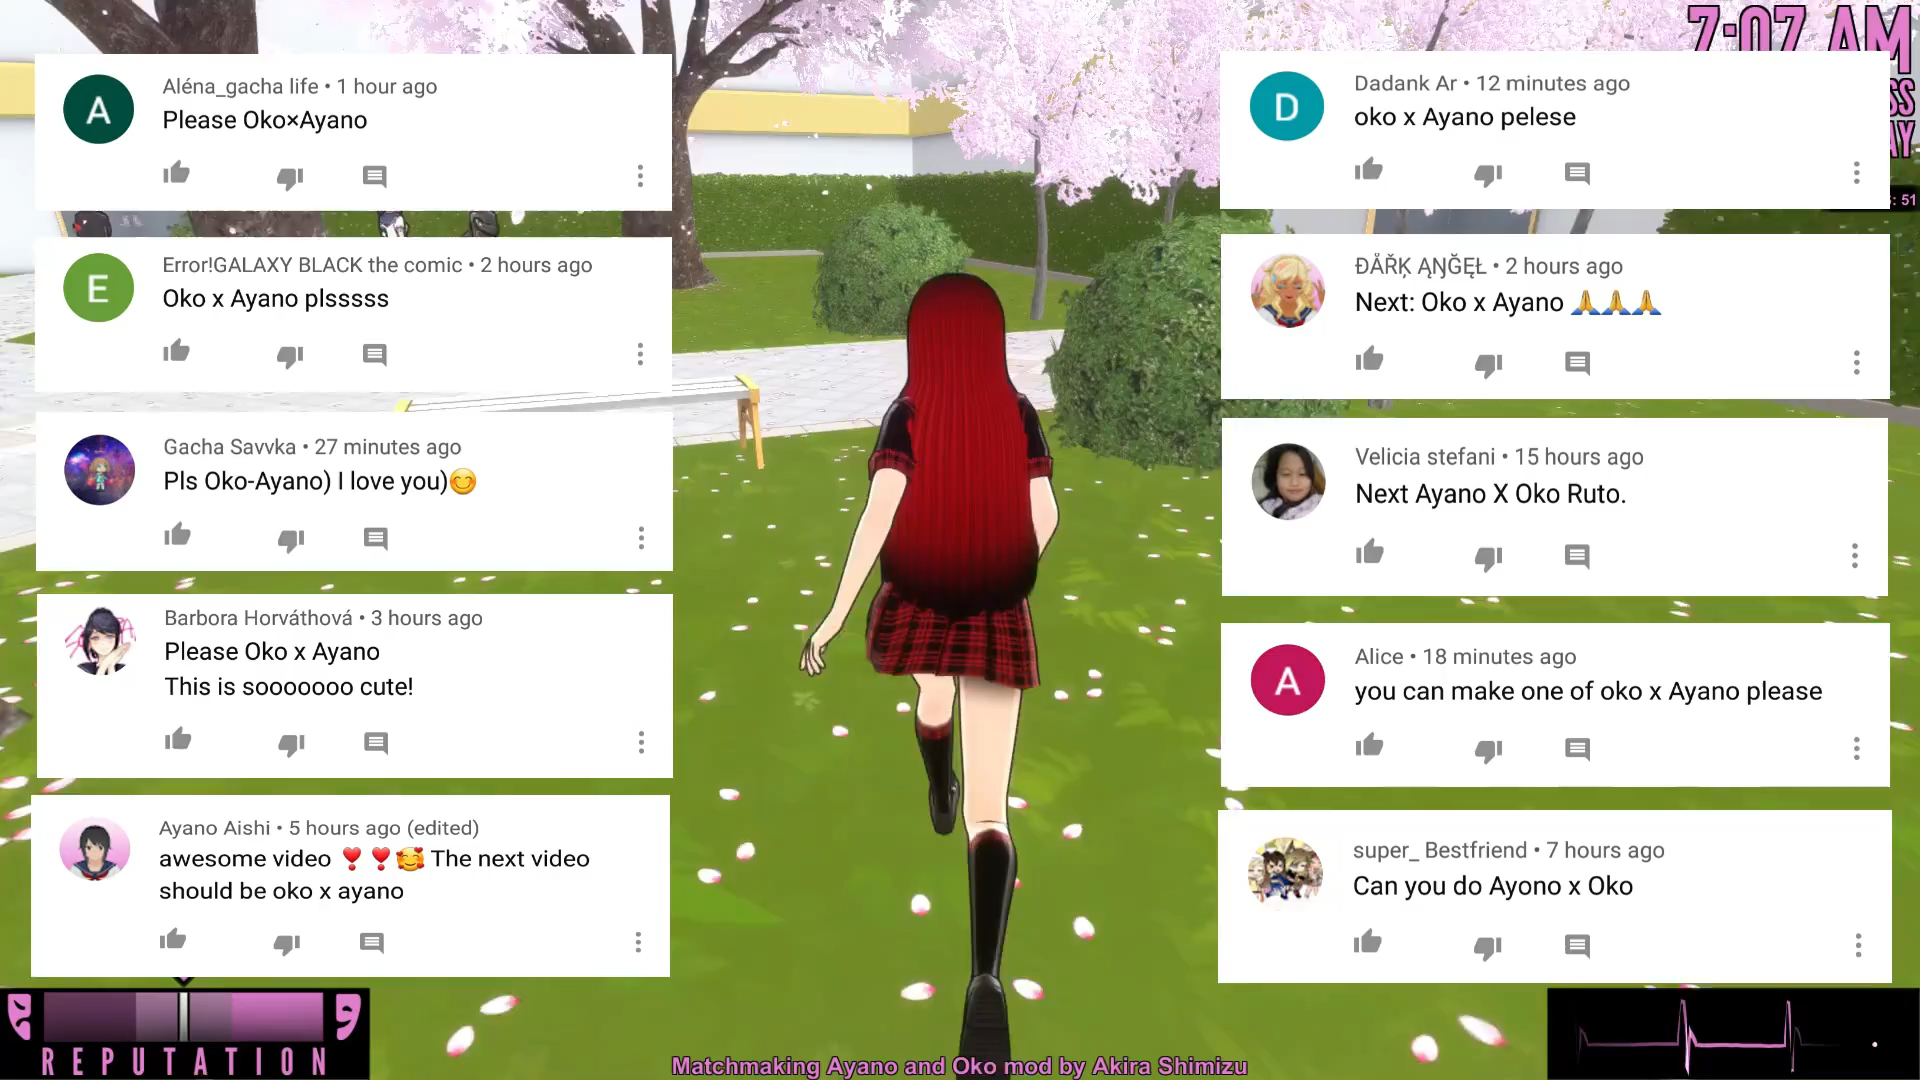 7:07 AM
SS
AY
: 51
Aléna_gacha life • 1 hour ago
Please Oko×Ayano
Error!GALAXY BLACK the comic • 2 hours ago
Oko x Ayano plsssss
Gacha Savvka • 27 minutes ago
Pls Oko-Ayano) I love you)😊
Barbora Horváthová • 3 hours ago
Please Oko x Ayano
This is sooooooo cute!
Ayano Aishi • 5 hours ago (edited)
awesome video ❣️❣️🥰 The next video
should be oko x ayano
Dadank Ar • 12 minutes ago
oko x Ayano pelese
ĐÅŘĶ ĄŊĞĘŁ • 2 hours ago
Next: Oko x Ayano 🙏🙏🙏
Velicia stefani • 15 hours ago
Next Ayano X Oko Ruto.
Alice • 18 minutes ago
you can make one of oko x Ayano please
super_ Bestfriend • 7 hours ago
Can you do Ayono x Oko
REPUTATION
Matchmaking Ayano and Oko mod by Akira Shimizu